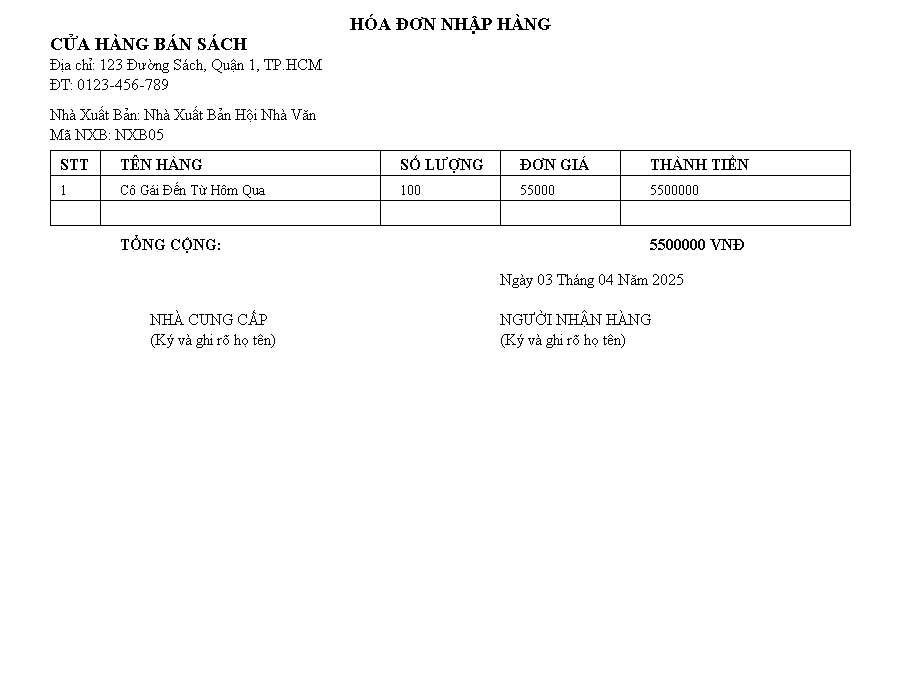 HÓA ĐƠN NHẬP HÀNG
CỬA HÀNG BÁN SÁCH
Địa chỉ: 123 Đường Sách, Quận 1, TP.HCM
ĐT: 0123-456-789
Nhà Xuất Bản: Nhà Xuất Bản Hội Nhà Văn
Mã NXB: NXB05
STT TÊN HÀNG SỐ LƯỢNG ĐƠN GIÁ THÀNH TIỀN
1 Cô Gái Đến Từ Hôm Qua 100 55000 5500000
TỔNG CỘNG: 5500000 VNĐ
Ngày 03 Tháng 04 Năm 2025
NHÀ CUNG CẤP NGƯỜI NHẬN HÀNG
(Ký và ghi rõ họ tên) (Ký và ghi rõ họ tên)